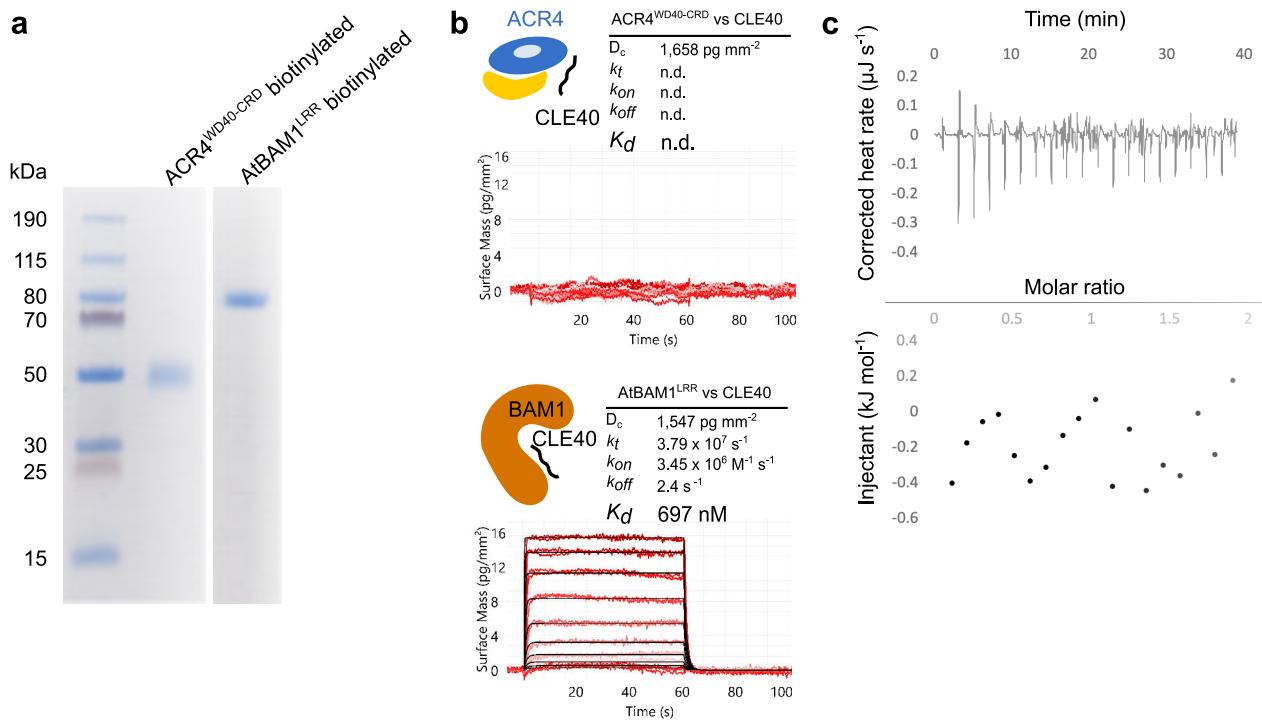 a
ACR4WD40-CRD biotinylated
AtBAM1LRR biotinylated
kDa
190
115
80
70
50
30
25
15
b
ACR4
CLE40
ACR4WD40-CRD vs CLE40
Dc 1,658 pg mm-2
kt n.d.
kon n.d.
koff n.d.
Kd n.d.
Surface Mass (pg/mm²)
16
12
8
4
0
20 40 60 80 100
Time (s)
BAM1
CLE40
AtBAM1LRR vs CLE40
Dc 1,547 pg mm-2
kt 3.79 x 10⁷ s-1
kon 3.45 x 10⁶ M-1 s-1
koff 2.4 s-1
Kd 697 nM
Surface Mass (pg/mm²)
16
12
8
4
0
20 40 60 80 100
Time (s)
c
Time (min)
0 10 20 30 40
Corrected heat rate (µJ s-1)
0.2
0.1
0
-0.1
-0.2
-0.3
-0.4
Molar ratio
0 0.5 1 1.5 2
Injectant (kJ mol-1)
0.4
0.2
0
-0.2
-0.4
-0.6